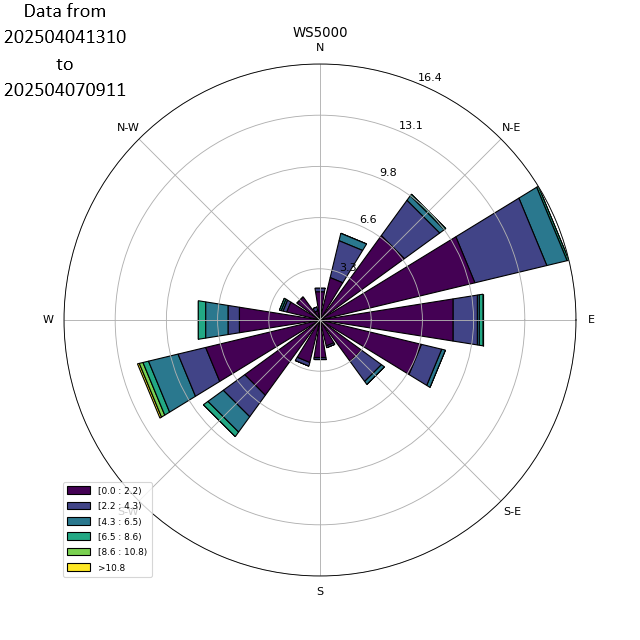 Data from
202504041310
to
202504070911
WS5000
N
16.4
13.1
N-W
N-E
9.8
6.6
3.3
W
E
[0.0 : 2.2)
[2.2 : 4.3)
S-W
S-E
[4.3 : 6.5)
[6.5 : 8.6)
[8.6 : 10.8)
>10.8
S